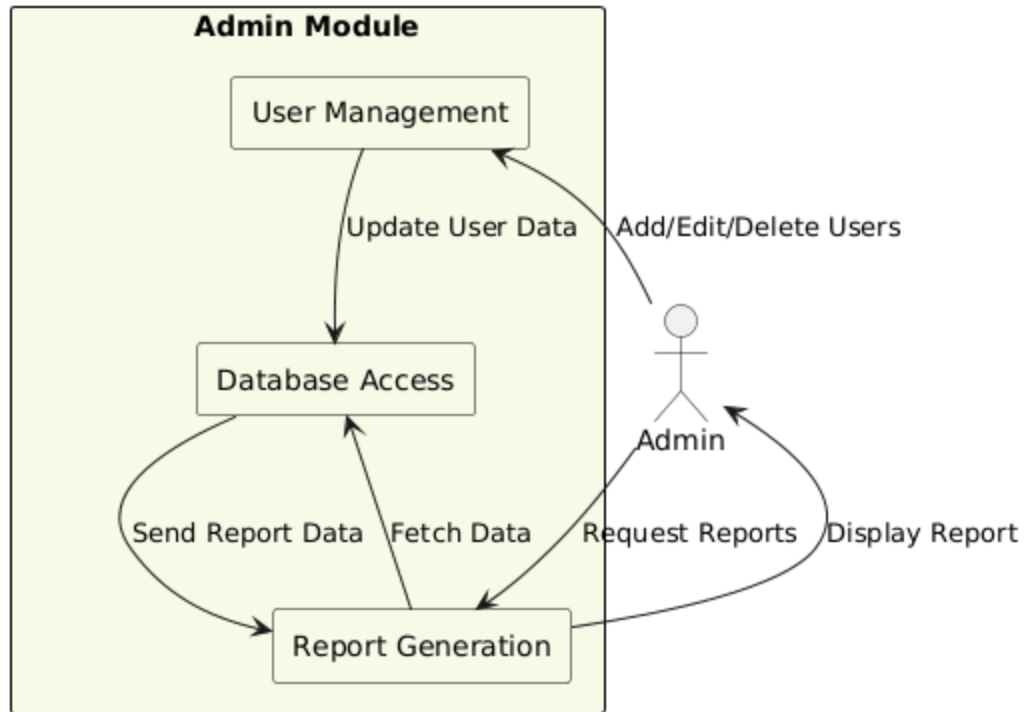 Admin Module
User Management
Update User Data
Add/Edit/Delete Users
Database Access
Admin
Send Report Data
Fetch Data
Request Reports
Display Report
Report Generation